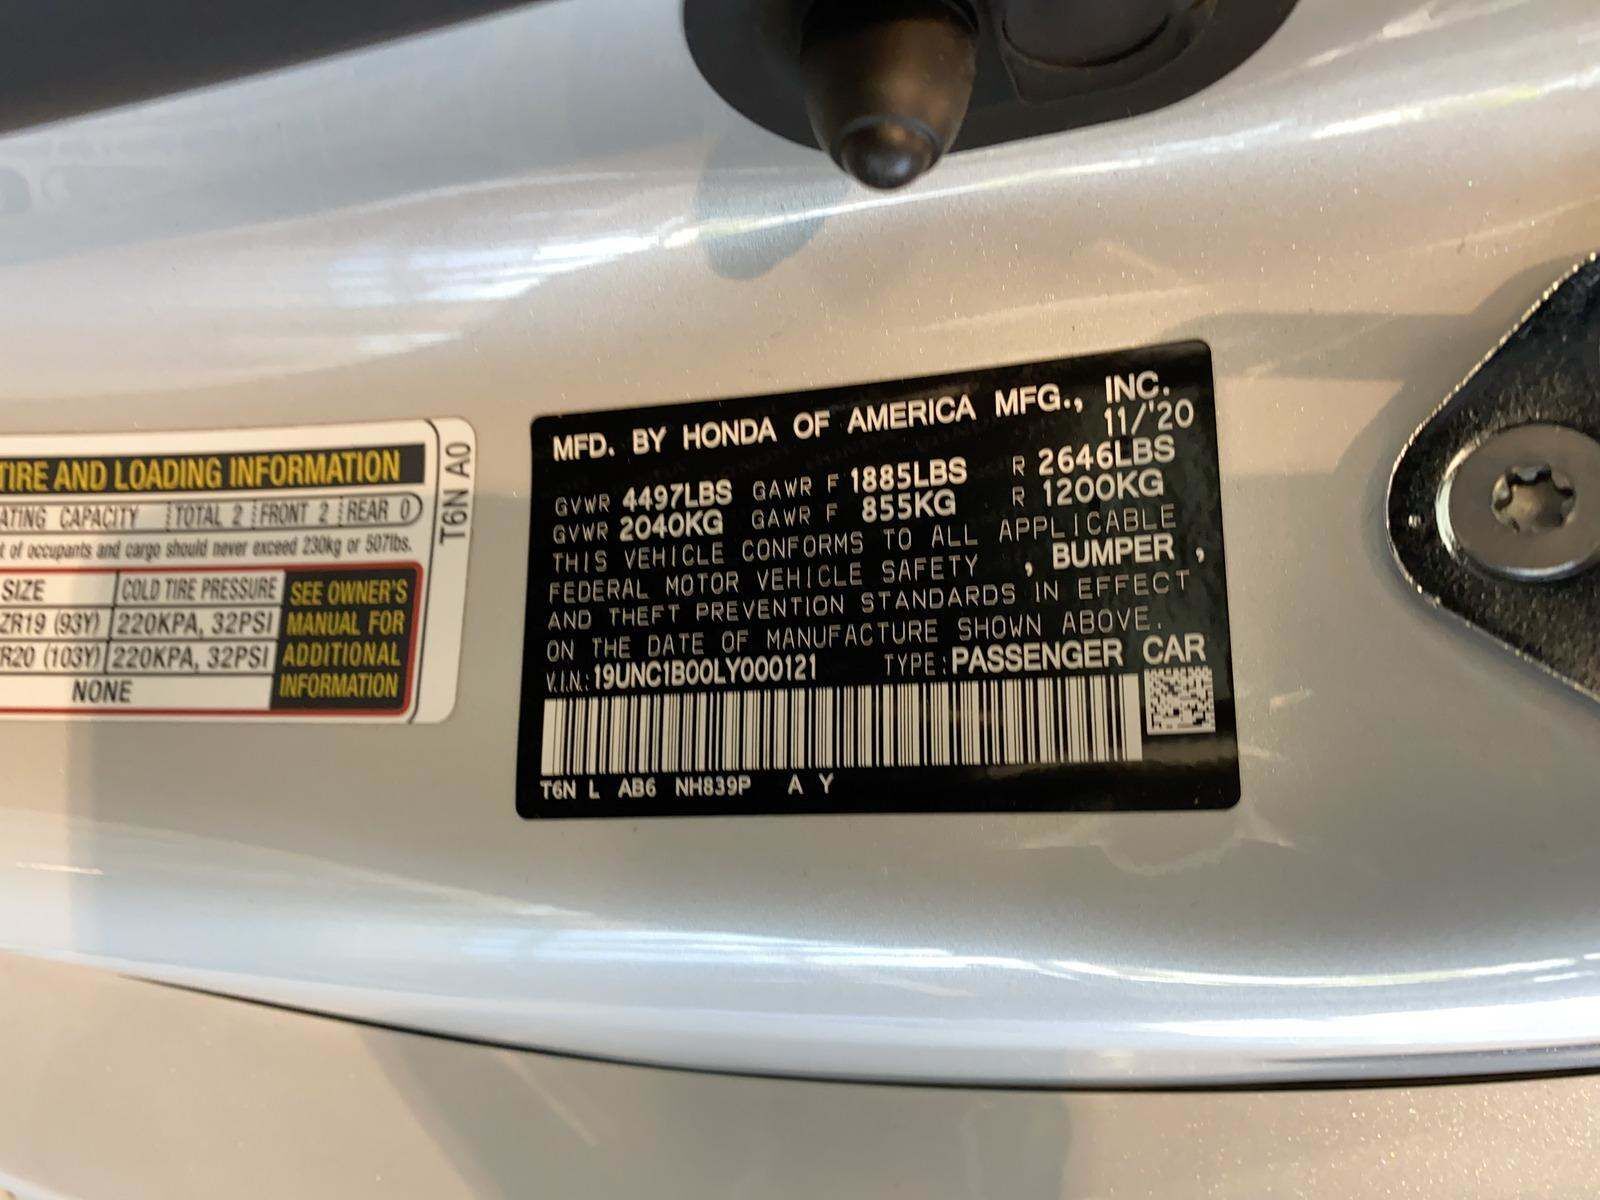 TIRE AND LOADING INFORMATION
CAPACITY TOTAL 2 FRONT 2 REAR 0
of occupants and cargo should never exceed 230kg or 507lbs.
SIZE COLD TIRE PRESSURE SEE OWNER'S
ZR19 (93Y) 220KPA, 32PSI MANUAL FOR
R20 (103Y) 220KPA, 32PSI ADDITIONAL
NONE INFORMATION
T6N A0
MFD. BY HONDA OF AMERICA MFG., INC.
11/'20
GVWR 4497LBS GAWR F 1885LBS R 2646LBS
GVWR 2040KG GAWR F 855KG R 1200KG
THIS VEHICLE CONFORMS TO ALL APPLICABLE
FEDERAL MOTOR VEHICLE SAFETY , BUMPER ,
AND THEFT PREVENTION STANDARDS IN EFFECT
ON THE DATE OF MANUFACTURE SHOWN ABOVE.
V.I.N.: 19UNC1B00LY000121 TYPE: PASSENGER CAR
T6N L AB6 NH839P A Y